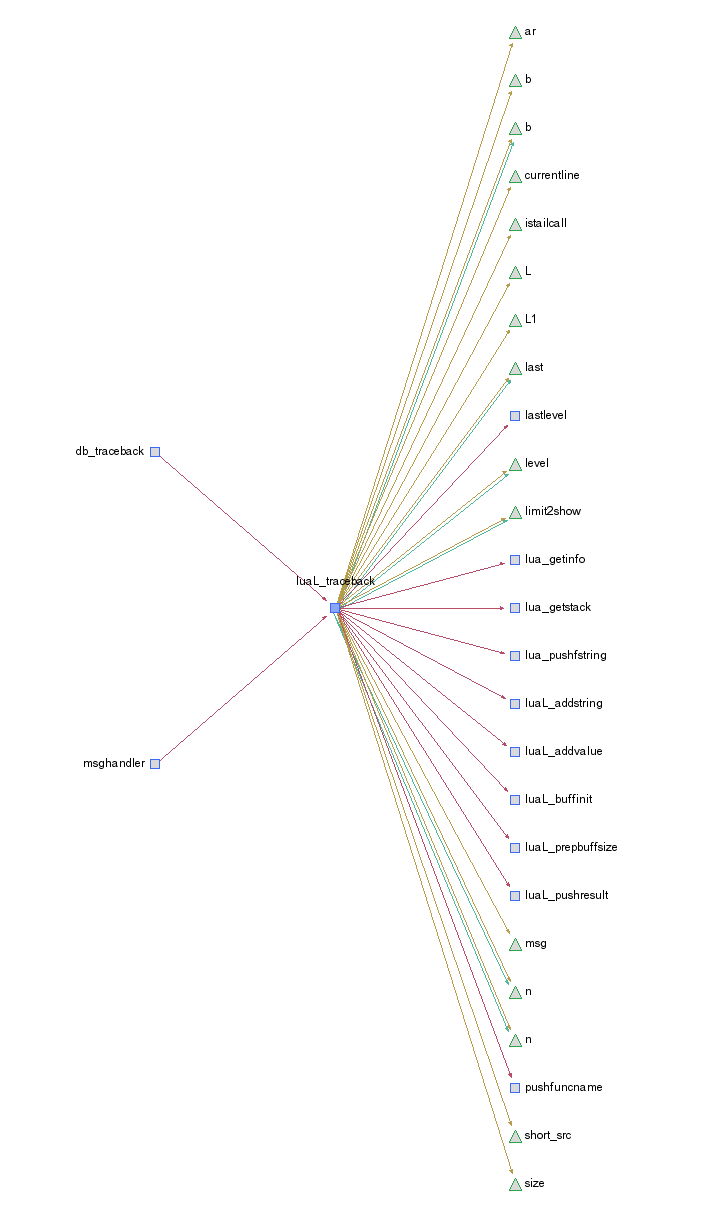 ar
b
b
currentline
istailcall
L
L1
last
lastlevel
db_traceback
level
limit2show
lua_getinfo
luaL_traceback
lua_getstack
lua_pushfstring
luaL_addstring
luaL_addvalue
msghandler
luaL_buffinit
luaL_prepbuffsize
luaL_pushresult
msg
n
n
pushfuncname
short_src
size